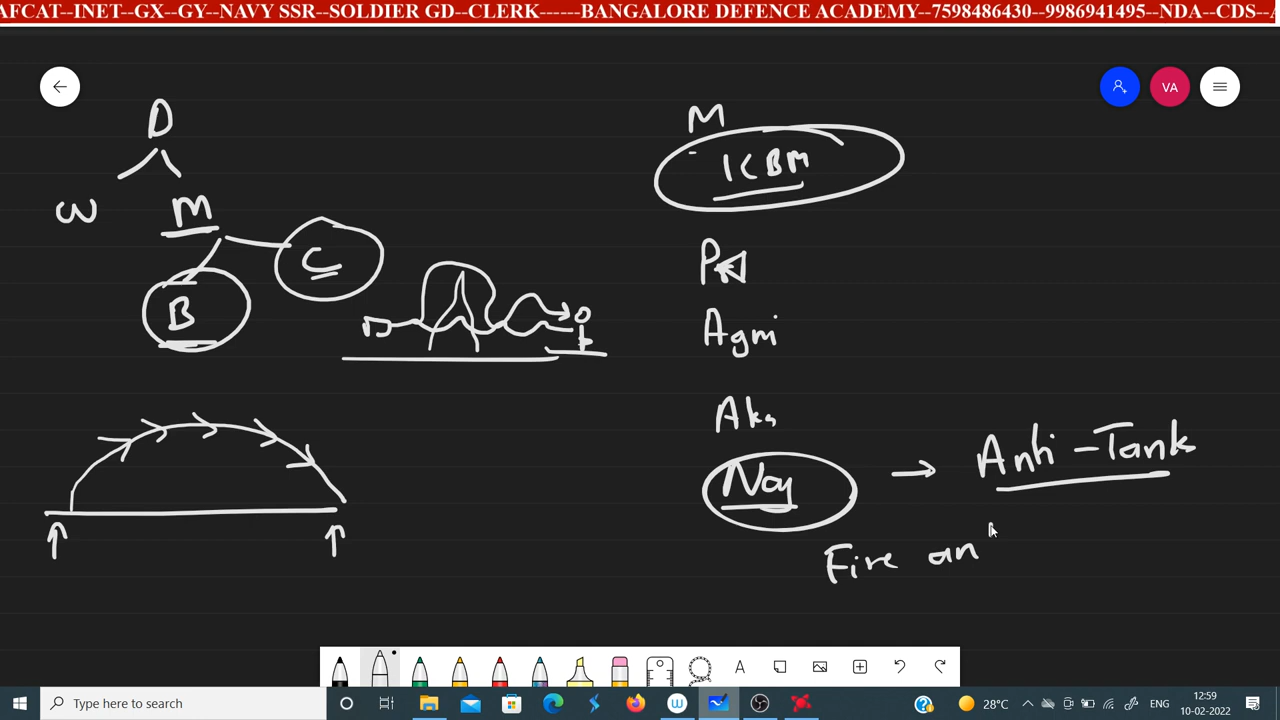 AFCAT--INET--GX--GY--NAVY SSR--SOLDIER GD--CLERK------BANGALORE DEFENCE ACADEMY--7598486430--9986941495--NDA--CDS--A
VA
D
W M
C
B
M
ICBM
P
Agni
Nag → Anti-Tank
Fire an
A
Type here to search
28°C
ENG
12:59
10-02-2022